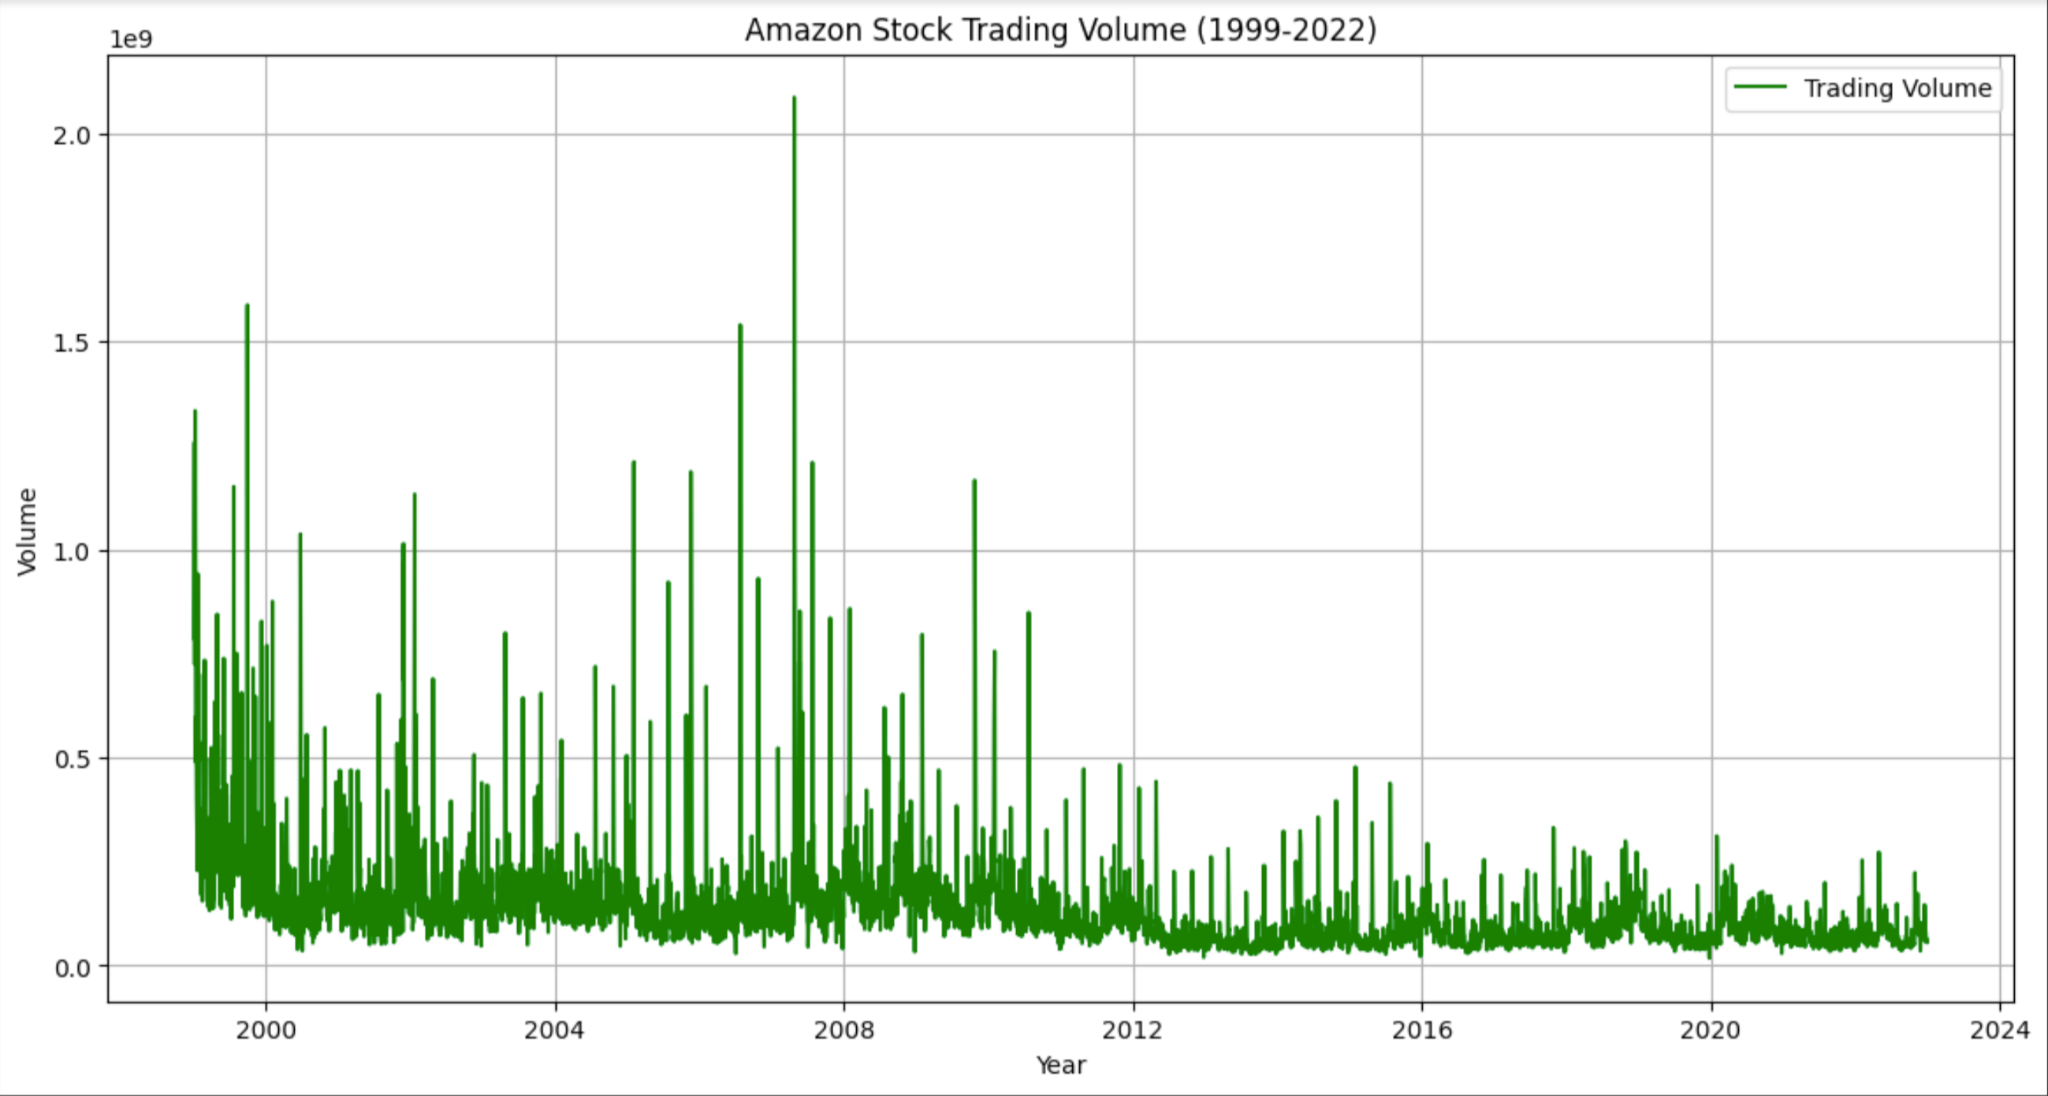 Amazon Stock Trading Volume (1999-2022)
1e9
Trading Volume
2.0
1.5
1.0
0.5
0.0
Volume
2000 2004 2008 2012 2016 2020 2024
Year